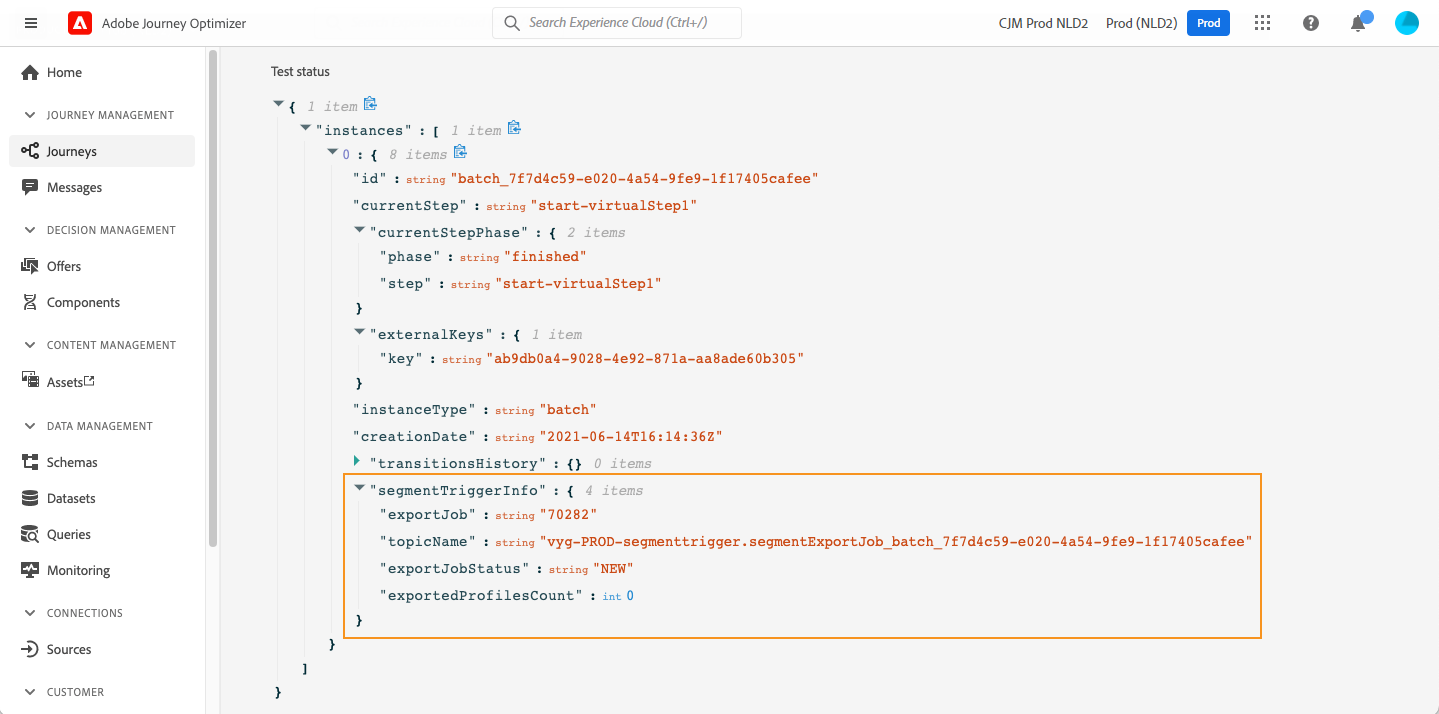 Adobe Journey Optimizer
Search Experience Cloud (Ctrl+/)
CJM Prod NLD2
Prod (NLD2)
Prod
Home
JOURNEY MANAGEMENT
Journeys
Messages
DECISION MANAGEMENT
Offers
Components
CONTENT MANAGEMENT
Assets
DATA MANAGEMENT
Schemas
Datasets
Queries
Monitoring
CONNECTIONS
Sources
CUSTOMER
Test status
{ 1 item
"instances" : [ 1 item
0 : { 8 items
"id" : string "batch_7f7d4c59-e020-4a54-9fe9-1f17405cafee"
"currentStep" : string "start-virtualStep1"
"currentStepPhase" : { 2 items
"phase" : string "finished"
"step" : string "start-virtualStep1"
}
"externalKeys" : { 1 item
"key" : string "ab9db0a4-9028-4e92-871a-aa8ade60b305"
}
"instanceType" : string "batch"
"creationDate" : string "2021-06-14T16:14:36Z"
"transitionsHistory" : {} 0 items
"segmentTriggerInfo" : { 4 items
"exportJob" : string "70282"
"topicName" : string "vyg-PROD-segmenttrigger.segmentExportJob_batch_7f7d4c59-e020-4a54-9fe9-1f17405cafee"
"exportJobStatus" : string "NEW"
"exportedProfilesCount" : int 0
}
}
]
}